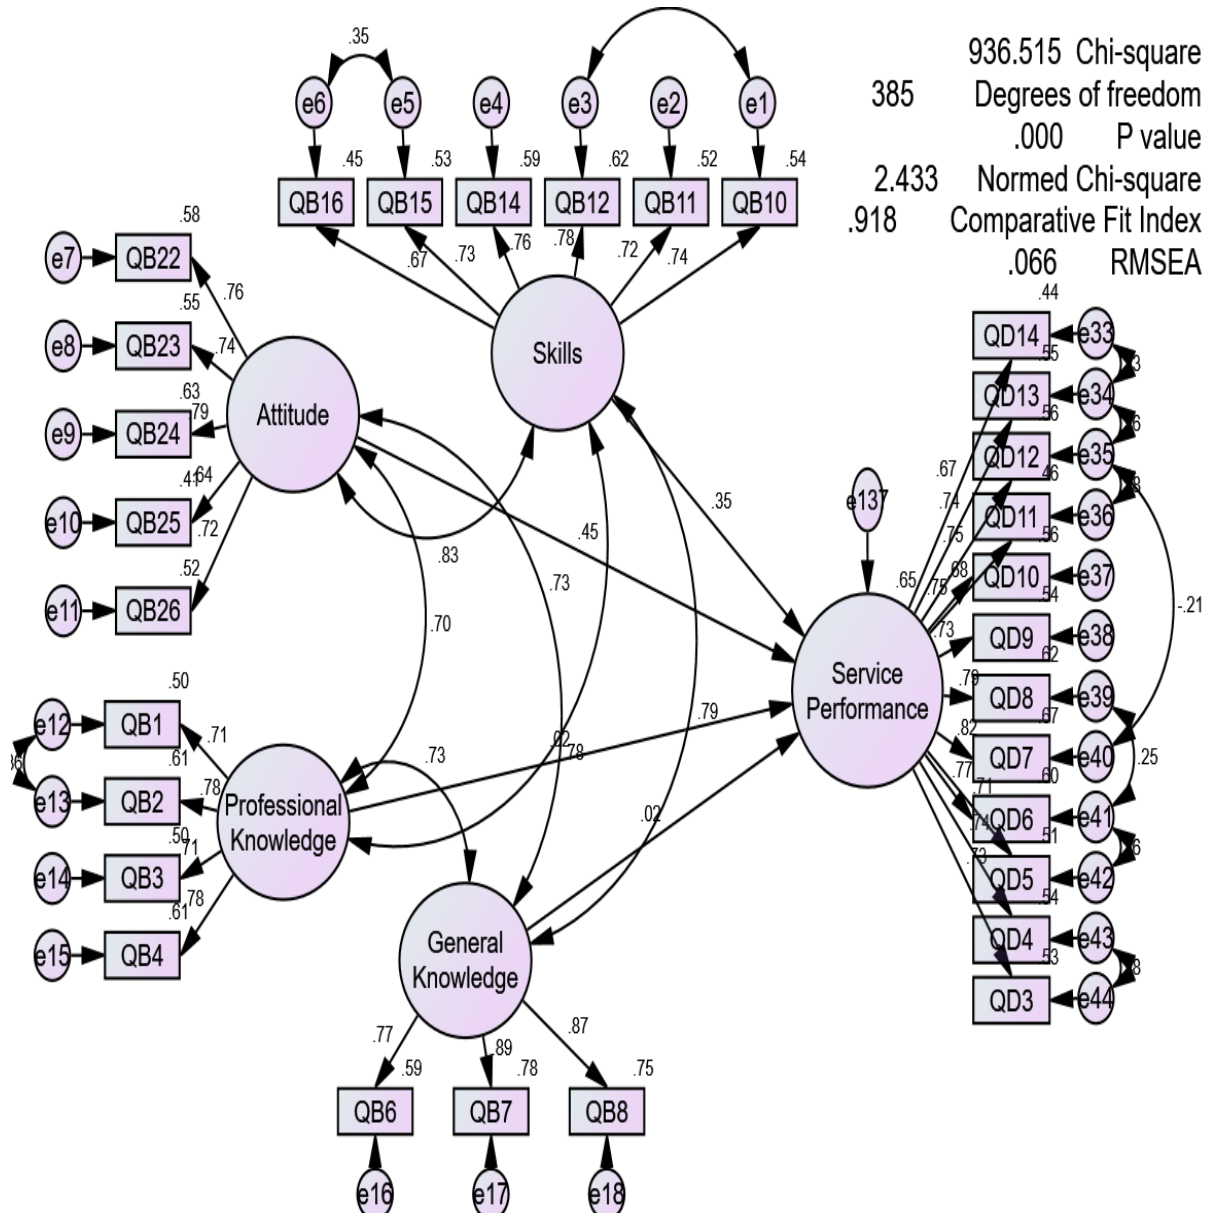 .35
936.515 Chi-square
e6
e5
e4
e3
e2
e1
385 Degrees of freedom
.000 P value
.45
.53
.59
.62
.52
.54
2.433 Normed Chi-square
QB16
QB15
QB14
QB12
QB11
QB10
.918 Comparative Fit Index
.58
.67
.73
.76
.78
.72
.74
.066 RMSEA
e7
QB22
.76
.44
.55
e8
QB23
.74
Skills
QD14
e33
.55
.63
.79
Attitude
QD13
e34
.56
e9
QB24
QD12
e35
.46
.41
.64
e10
QB25
.72
.67
.74
.75
.68
.75
.65
.73
.35
e137
QD11
e36
.56
.45
.83
.52
.73
QD10
e37
.54
e11
QB26
.70
QD9
e38
.62
-.21
Service
Performance
.79
QD8
e39
.67
.50
e12
QB1
.71
.79
.82
QD7
e40
.60
.25
.61
.73
.02
.78
.77
.71
e13
QB2
.78
Professional
Knowledge
.02
.74
QD6
e41
.51
.50
.71
.73
e14
QB3
QD5
e42
.54
.61
.78
e15
QB4
General
Knowledge
QD4
e43
.53
QD3
e44
.77
.89
.87
.59
.78
.75
QB6
QB7
QB8
e16
e17
e18